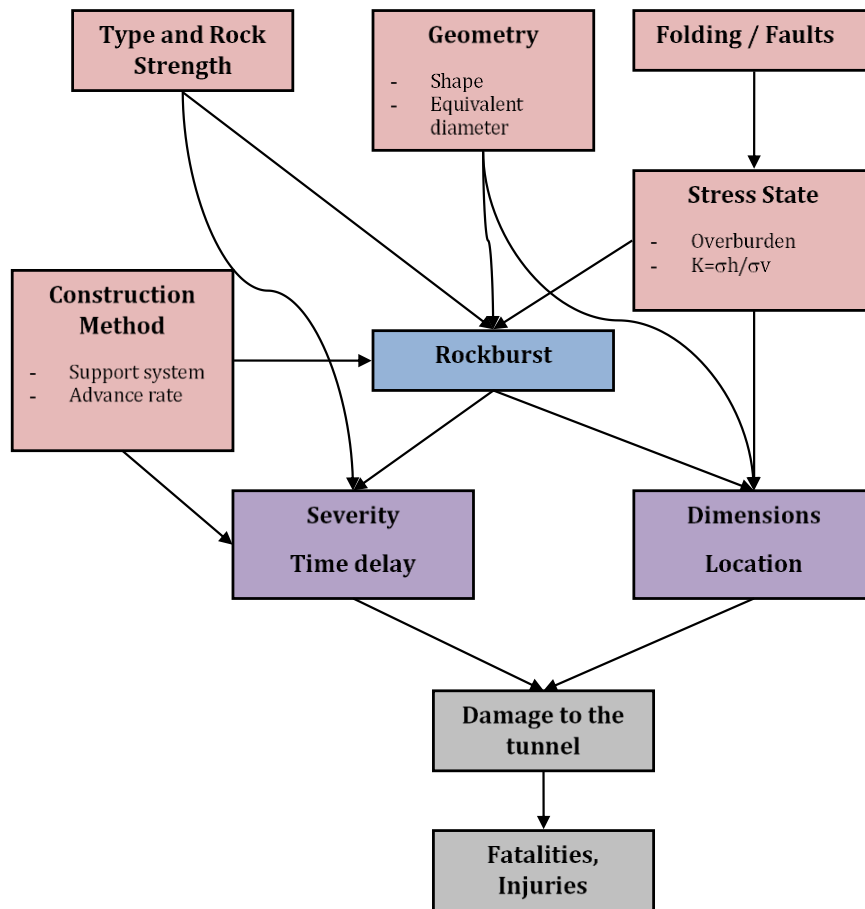 Type and Rock
Strength
Geometry
- Shape
- Equivalent
diameter
Folding / Faults
Stress State
- Overburden
- K=σh/σv
Construction
Method
- Support system
- Advance rate
Rockburst
Severity
Time delay
Dimensions
Location
Damage to the
tunnel
Fatalities,
Injuries